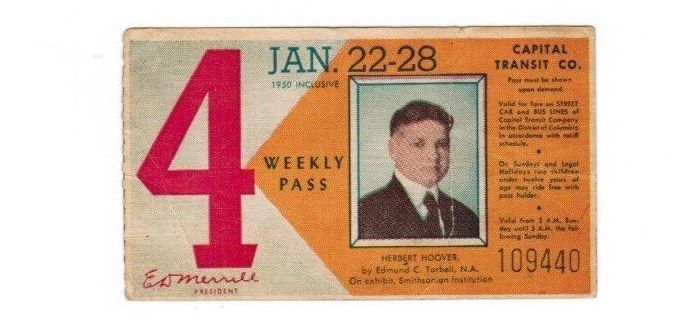 4
JAN. 22-28
1950 INCLUSIVE
WEEKLY
PASS
CAPITAL
TRANSIT CO.
Pass must be shown
upon demand.
Valid for fare on STREET
CAR and BUS LINES of
Capital Transit Company
in the District of Columbia
in accordance with tariff
schedule.
On Sundays and Legal
Holidays two children
under twelve years of
age may ride free with
pass holder.
Valid from 5 A.M. Sun-
day until 5 A.M. the fol-
lowing Sunday.
109440
HERBERT HOOVER,
by Edmund C. Tarbell, N.A.
On exhibit, Smithsonian Institution
ED Merrill
PRESIDENT